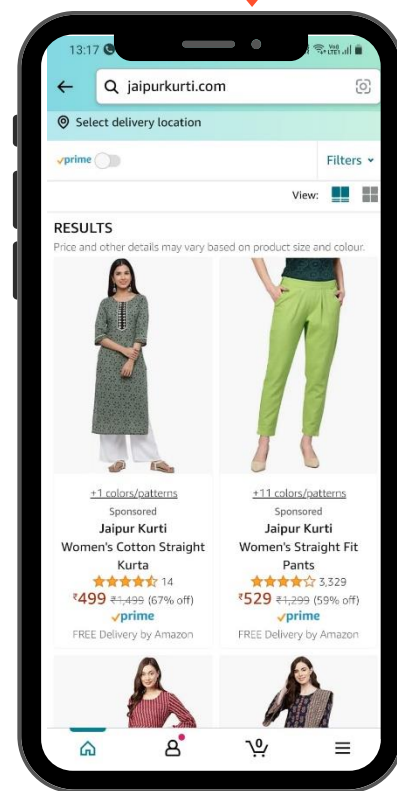 13:17
VoD LTE1
jaipurkurti.com
Select delivery location
prime
Filters
View:
RESULTS
Price and other details may vary based on product size and colour.
+1 colors/patterns
Sponsored
Jaipur Kurti
Women's Cotton Straight
Kurta
14
₹499 ₹1,499 (67% off)
prime
FREE Delivery by Amazon
+11 colors/patterns
Sponsored
Jaipur Kurti
Women's Straight Fit
Pants
3,329
₹529 ₹1,299 (59% off)
prime
FREE Delivery by Amazon
0